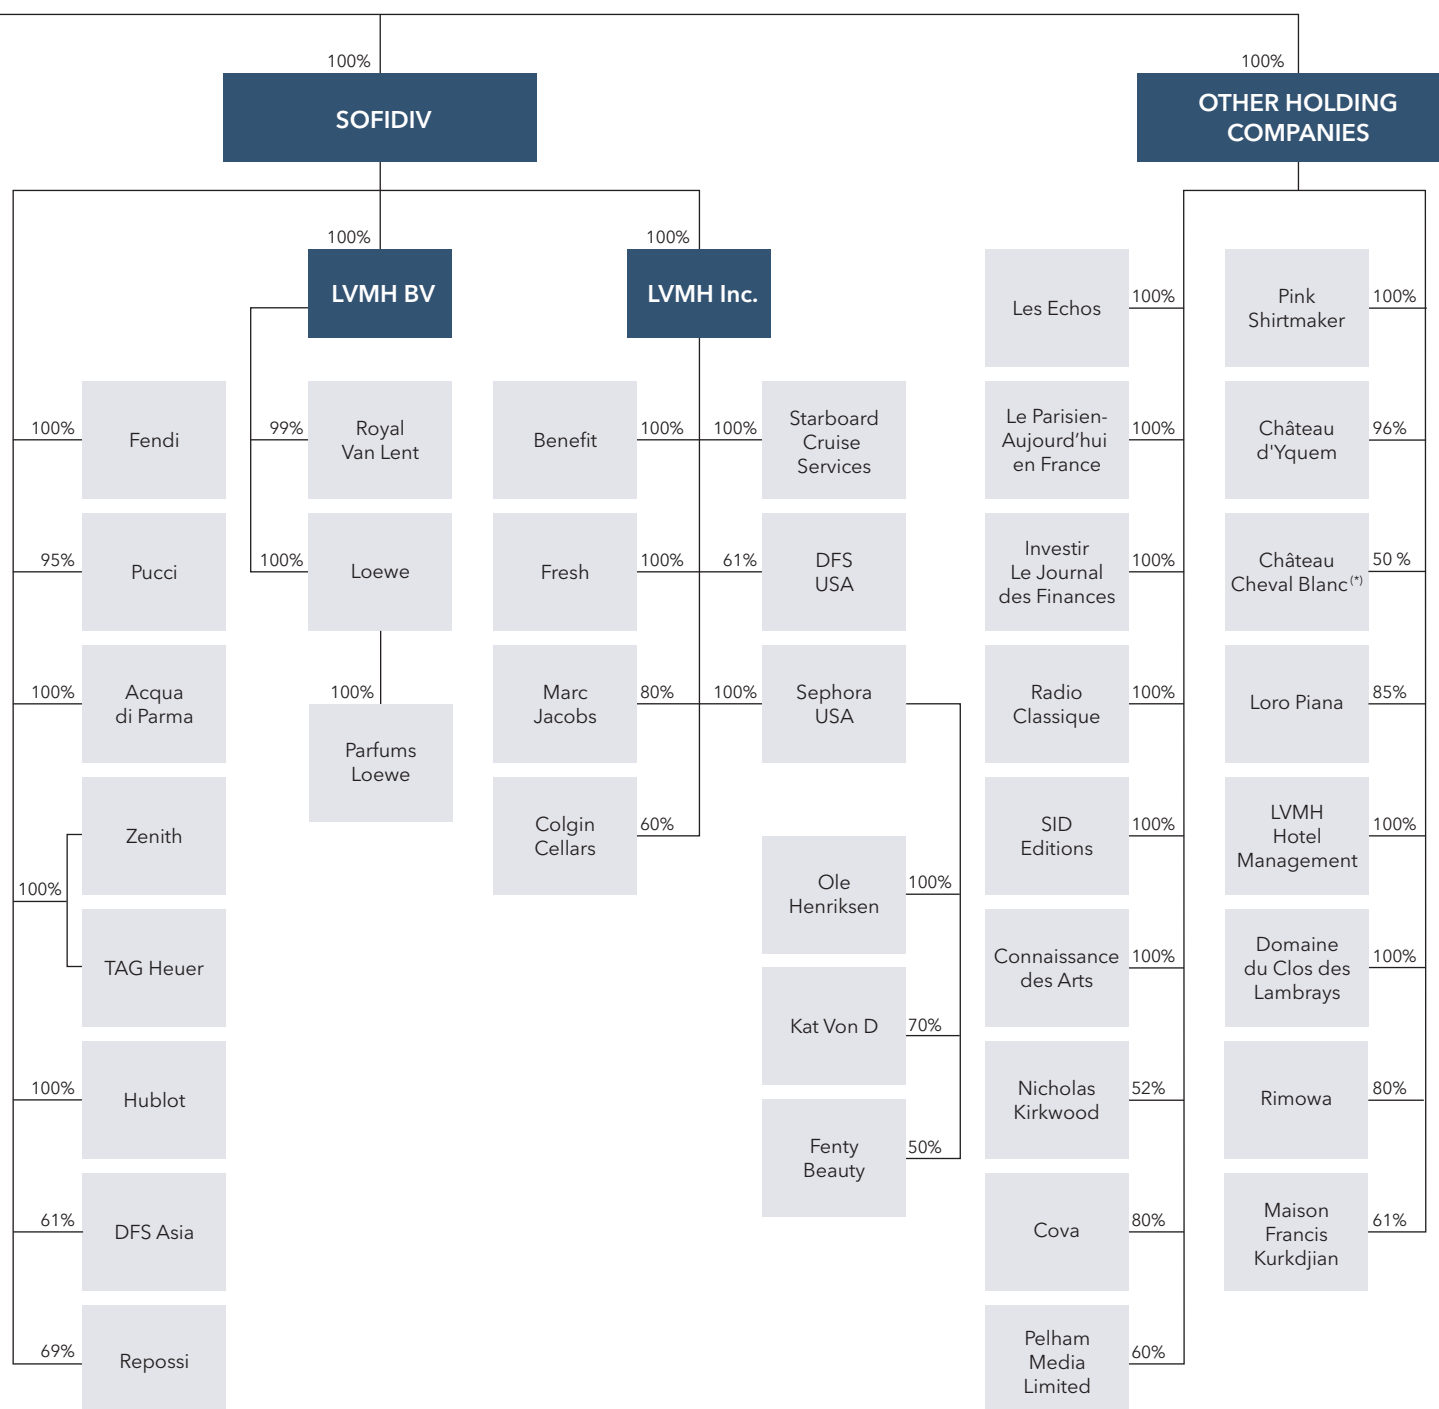 100%
SOFIDIV
100%
OTHER HOLDING
COMPANIES
100%
LVMH BV
100%
LVMH Inc.
100%
Fendi
95%
Pucci
100%
Acqua
di Parma
100%
Zenith
TAG Heuer
100%
Hublot
61%
DFS Asia
69%
Repossi
99%
Royal
Van Lent
100%
Loewe
100%
Parfums
Loewe
Benefit
100%
Fresh
100%
Marc
Jacobs
80%
Colgin
Cellars
60%
100%
Starboard
Cruise
Services
61%
DFS
USA
100%
Sephora
USA
Ole
Henriksen
100%
Kat Von D
70%
Fenty
Beauty
50%
Les Echos
100%
Le Parisien-
Aujourd'hui
en France
100%
Investir
Le Journal
des Finances
100%
Radio
Classique
100%
SID
Editions
100%
Connaissance
des Arts
100%
Nicholas
Kirkwood
52%
Cova
80%
Pelham
Media
Limited
60%
Pink
Shirtmaker
100%
Château
d'Yquem
96%
Château
Cheval Blanc (*)
50 %
Loro Piana
85%
LVMH
Hotel
Management
100%
Domaine
du Clos des
Lambrays
100%
Rimowa
80%
Maison
Francis
Kurkdjian
61%